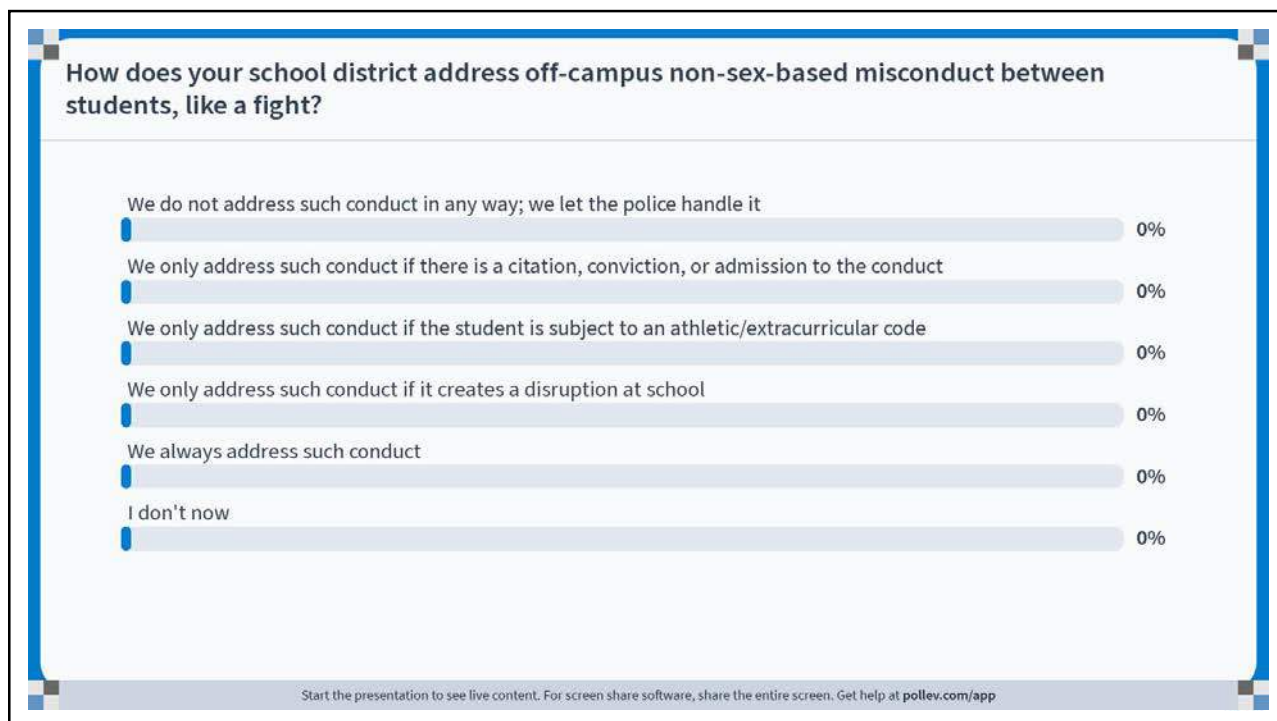 How does your school district address off-campus non-sex-based misconduct between
students, like a fight?
We do not address such conduct in any way; we let the police handle it
0%
We only address such conduct if there is a citation, conviction, or admission to the conduct
0%
We only address such conduct if the student is subject to an athletic/extracurricular code
0%
We only address such conduct if it creates a disruption at school
0%
We always address such conduct
0%
I don't now
0%
Start the presentation to see live content. For screen share software, share the entire screen. Get help at pollev.com/app